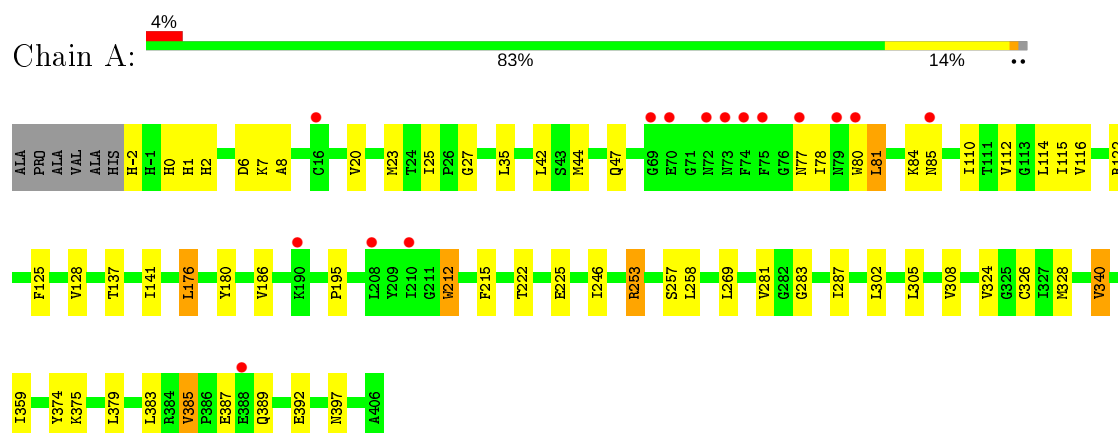 4%
Chain A:
83%
14%
ALA PRO ALA VAL ALA HIS H-2 H-1 H0 H1 H2 D6 K7 A8 C16 V20 M23 T24 I25 P26 G27 L35 L42 S43 M44 Q47 G69 E70 G71 N72 N73 F74 F75 G76 N77 I78 N79 W80 L81 K84 N85 I110 T111 V112 G113 L114 I115 V116
F125 V128 T137 I141 L176 Y180 V186 K190 P195 L208 Y209 I210 G211 W212 F215 T222 E225 I246 R253 S257 L258 L269 V281 G282 G283 I287 L302 L305 V308 V324 G325 C326 I327 M328 V340
I359 Y374 K375 L379 L383 R384 V385 P386 E387 E388 Q389 E392 N397 A406